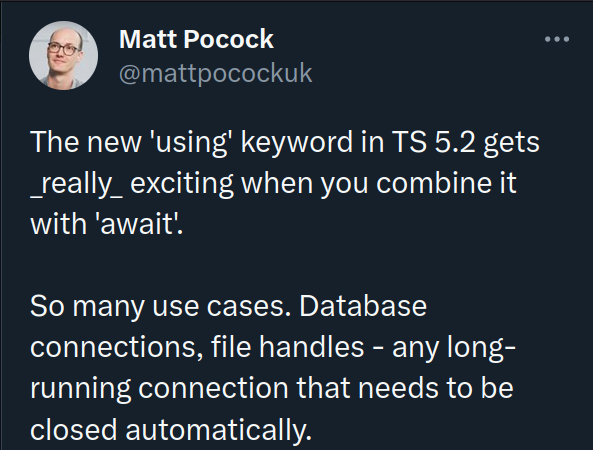 Matt Pocock
@mattpocockuk
The new 'using' keyword in TS 5.2 gets
_really_ exciting when you combine it
with 'await'.
So many use cases. Database
connections, file handles - any long-
running connection that needs to be
closed automatically.